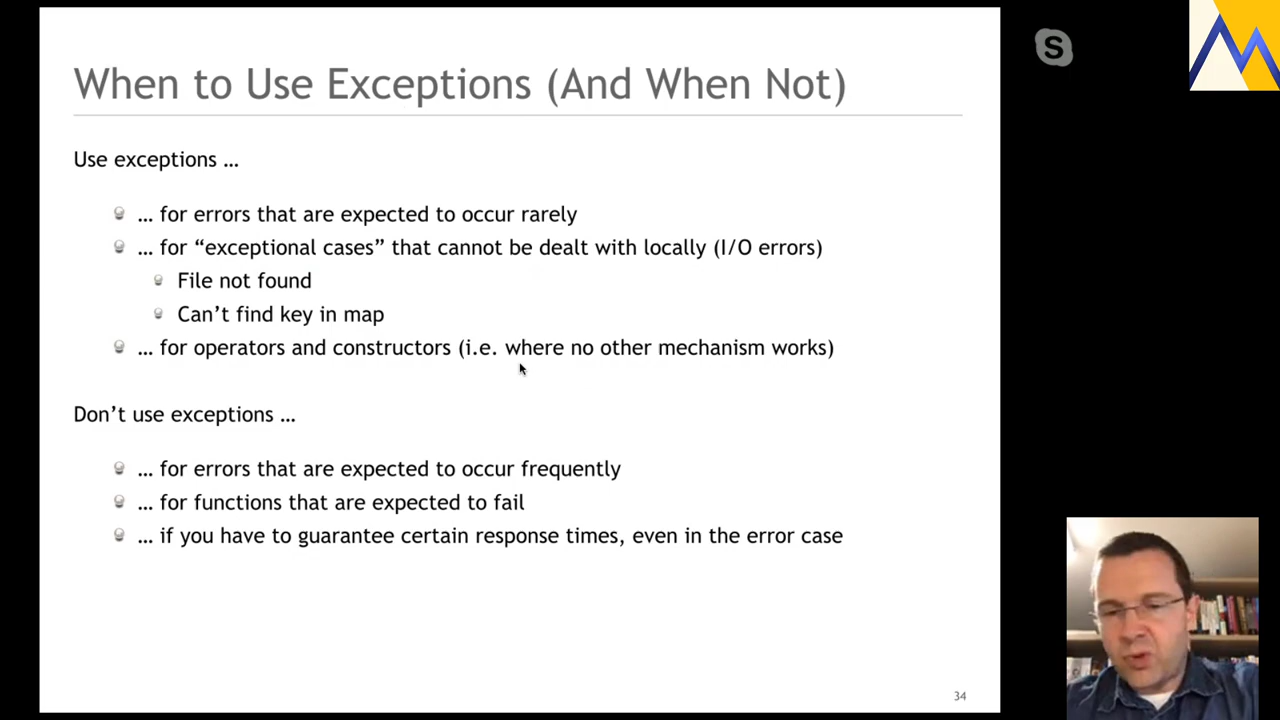 When to Use Exceptions (And When Not)
Use exceptions …
… for errors that are expected to occur rarely
… for “exceptional cases” that cannot be dealt with locally (I/O errors)
File not found
Can’t find key in map
… for operators and constructors (i.e. where no other mechanism works)
Don’t use exceptions …
… for errors that are expected to occur frequently
… for functions that are expected to fail
… if you have to guarantee certain response times, even in the error case
34
S